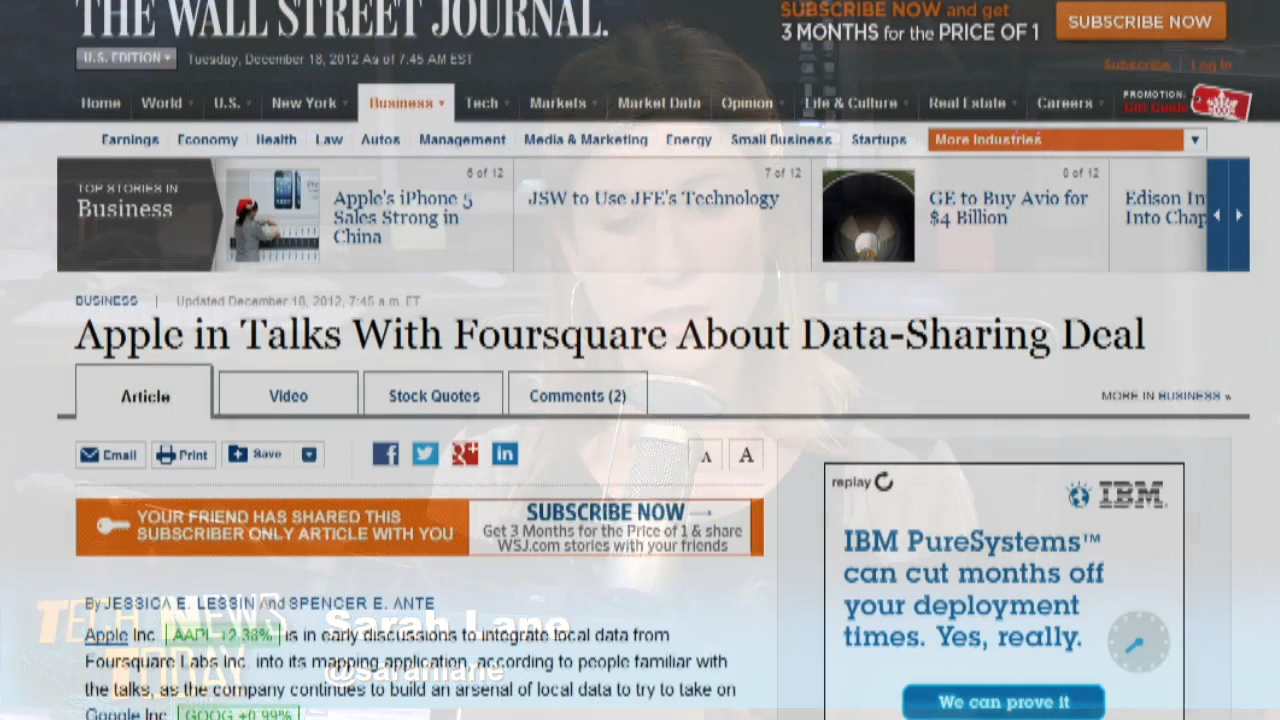 THE WALL STREET JOURNAL.
SUBSCRIBE NOW and get
3 MONTHS for the PRICE OF 1
SUBSCRIBE NOW
U.S. EDITION
Tuesday, December 18, 2012 As of 7:45 AM EST
Subscribe | Log In
Home World U.S. New York Business Tech Markets Market Data Opinion Life & Culture Real Estate Careers
PROMOTION:
Gift Guide
Earnings Economy Health Law Autos Management Media & Marketing Energy Small Business Startups More Industries
TOP STORIES IN
Business
6 of 12
Apple's iPhone 5
Sales Strong in
China
7 of 12
JSW to Use JFE's Technology
8 of 12
GE to Buy Avio for
$4 Billion
Edison In
Into Chap
BUSINESS | Updated December 18, 2012, 7:45 a.m. ET
Apple in Talks With Foursquare About Data-Sharing Deal
Article Video Stock Quotes Comments (2)
MORE IN BUSINESS »
Email Print Save
A A
YOUR FRIEND HAS SHARED THIS
SUBSCRIBER ONLY ARTICLE WITH YOU
SUBSCRIBE NOW
Get 3 Months for the Price of 1 & share
WSJ.com stories with your friends
replay
IBM.
IBM PureSystems™
can cut months off
your deployment
times. Yes, really.
We can prove it
By JESSICA E. LESSIN And SPENCER E. ANTE
Apple Inc. AAPL +2.38% is in early discussions to integrate local data from
Foursquare Labs Inc. into its mapping application, according to people familiar with
the talks, as the company continues to build an arsenal of local data to try to take on
Google Inc. GOOG +0.99%
TECH NEWS
TODAY
Sarah Lane
@sarahlane